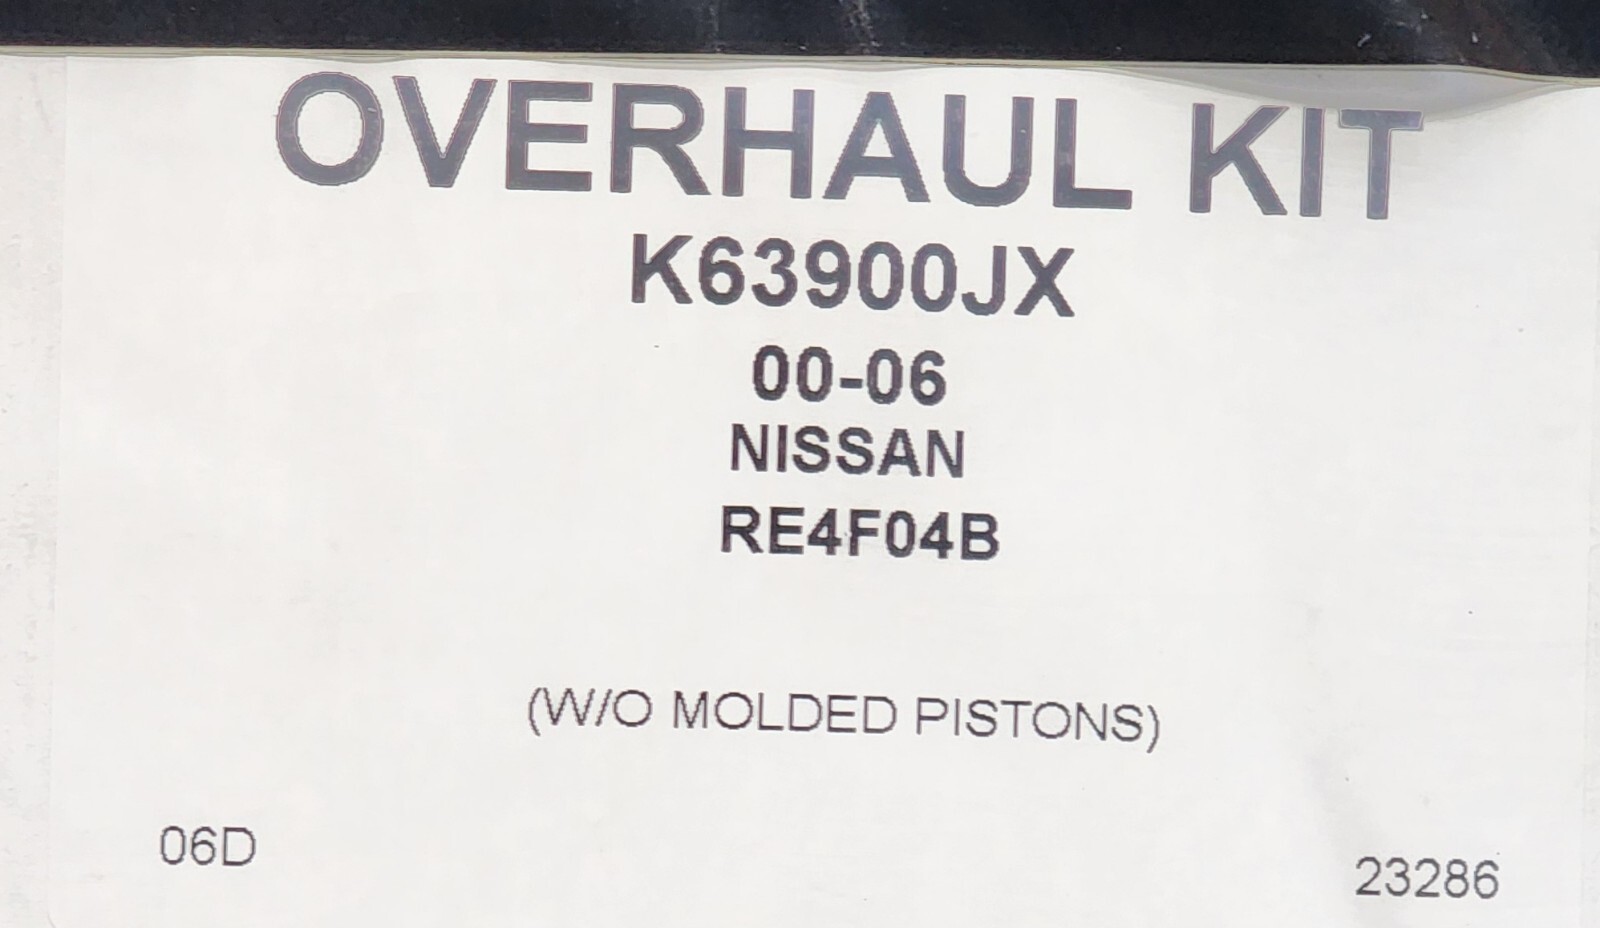 OVERHAUL KIT
K63900JX
00-06
NISSAN
RE4F04B
(W/O MOLDED PISTONS)
06D
23286